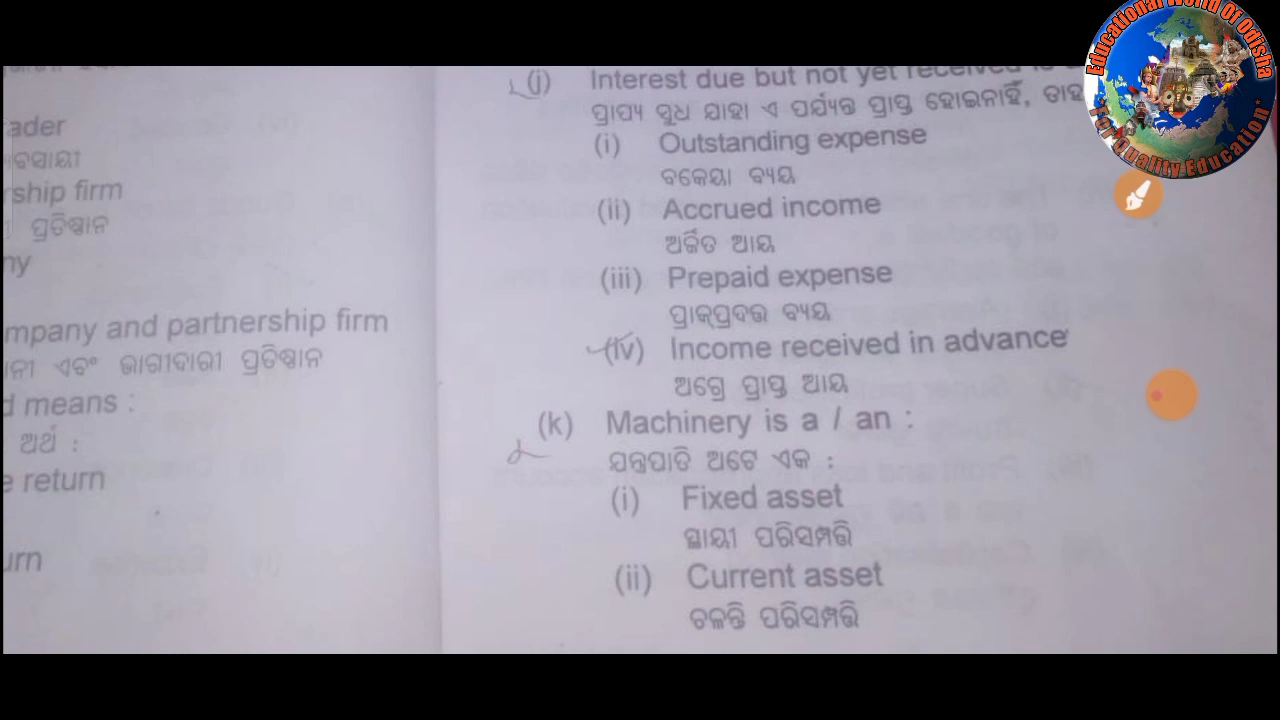 ader
ବ୍ୟବସାୟୀ
rship firm
ପ୍ରତିଷ୍ଠାନ
ny
mpany and partnership firm
ନୀ ଏବଂ ଭାଗୀଦାରୀ ପ୍ରତିଷ୍ଠାନ
d means :
ଅର୍ଥ :
e return
urn
(j) Interest due but not yet received is
ପ୍ରାପ୍ୟ ସୁଧ ଯାହା ଏ ପର୍ଯ୍ୟନ୍ତ ପ୍ରାପ୍ତ ହୋଇନାହିଁ, ତାହା
(i) Outstanding expense
ବକେୟା ବ୍ୟୟ
(ii) Accrued income
ଅର୍ଜିତ ଆୟ
(iii) Prepaid expense
ପ୍ରାକ୍‌ପ୍ରଦତ୍ତ ବ୍ୟୟ
(iv) Income received in advance
ଅଗ୍ରେ ପ୍ରାପ୍ତ ଆୟ
(k) Machinery is a / an :
ଯନ୍ତ୍ରପାତି ଅଟେ ଏକ :
(i) Fixed asset
ସ୍ଥାୟୀ ପରିସମ୍ପତ୍ତି
(ii) Current asset
ଚଳନ୍ତି ପରିସମ୍ପତ୍ତି
Educational World Of Odisha
*For Quality Education*